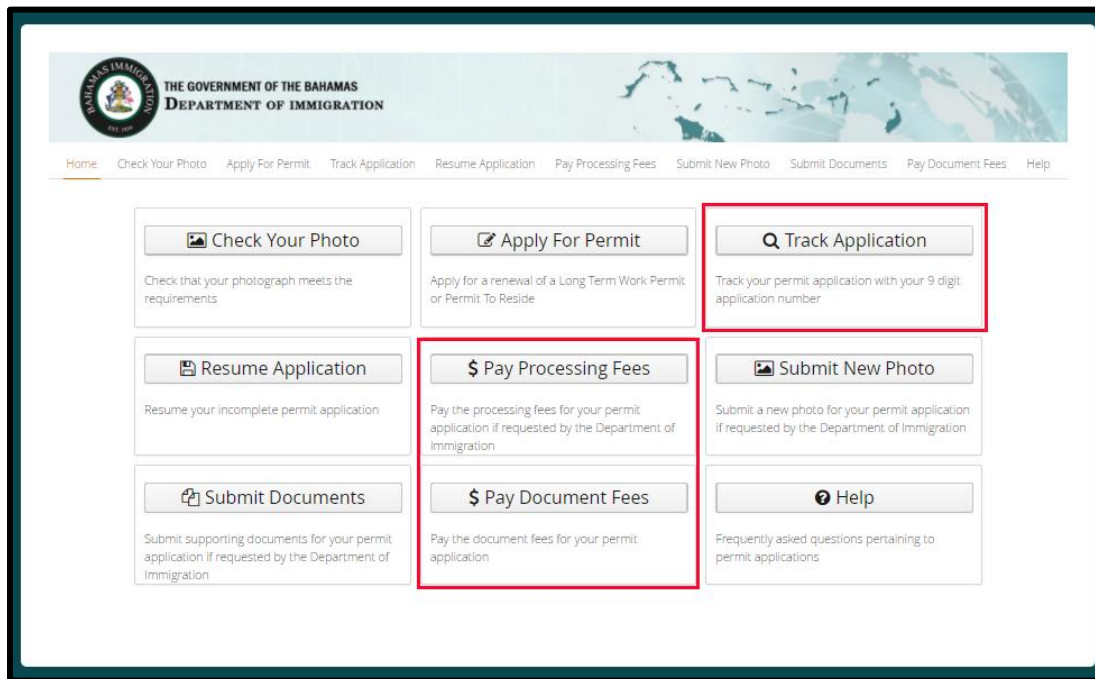 BAHAMAS IMMIGRATION
THE GOVERNMENT OF THE BAHAMAS
DEPARTMENT OF IMMIGRATION
Home Check Your Photo Apply For Permit Track Application Resume Application Pay Processing Fees Submit New Photo Submit Documents Pay Document Fees Help
Check Your Photo
Check that your photograph meets the
requirements
Apply For Permit
Apply for a renewal of a Long Term Work Permit
or Permit To Reside
Track Application
Track your permit application with your 9 digit
application number
Resume Application
Resume your incomplete permit application
$ Pay Processing Fees
Pay the processing fees for your permit
application if requested by the Department of
Immigration
Submit New Photo
Submit a new photo for your permit application
if requested by the Department of Immigration
Submit Documents
Submit supporting documents for your permit
application if requested by the Department of
Immigration
$ Pay Document Fees
Pay the document fees for your permit
application
Help
Frequently asked questions pertaining to
permit applications